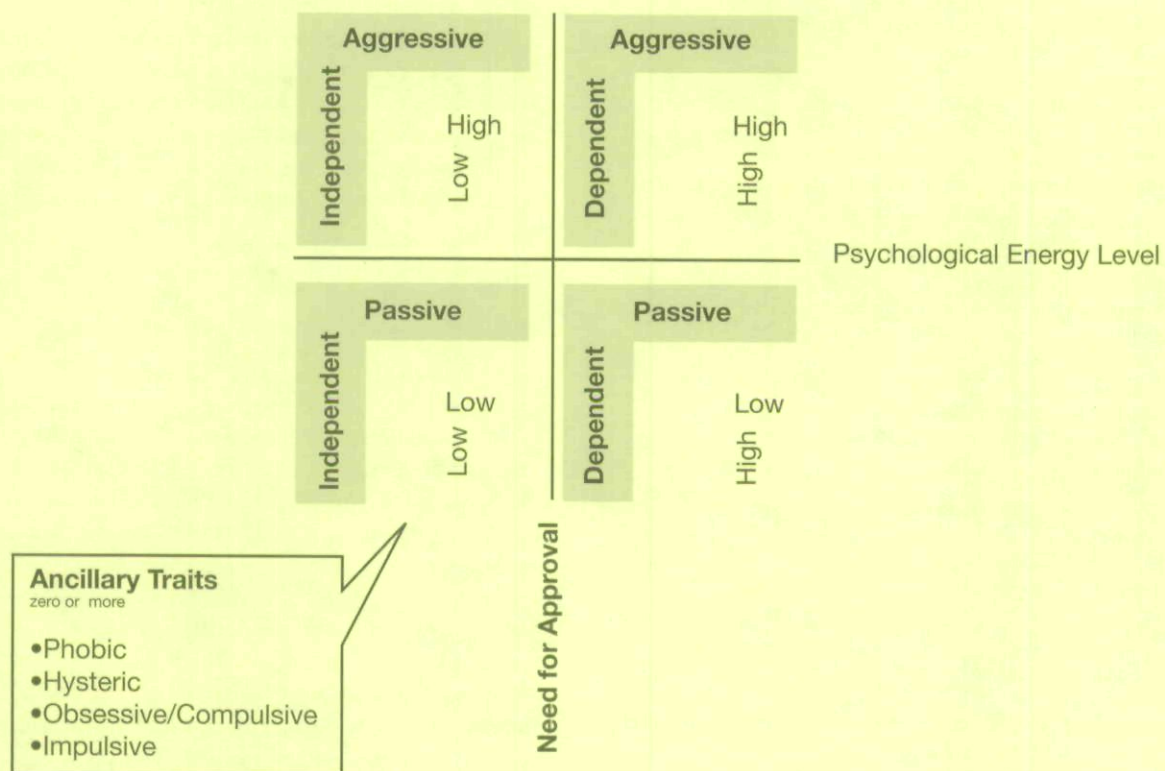 Aggressive
Independent
High
Low
Aggressive
Dependent
High
High
Psychological Energy Level
Passive
Independent
Low
Low
Passive
Dependent
Low
High
Need for Approval
Ancillary Traits
zero or more
•Phobic
•Hysteric
•Obsessive/Compulsive
•Impulsive